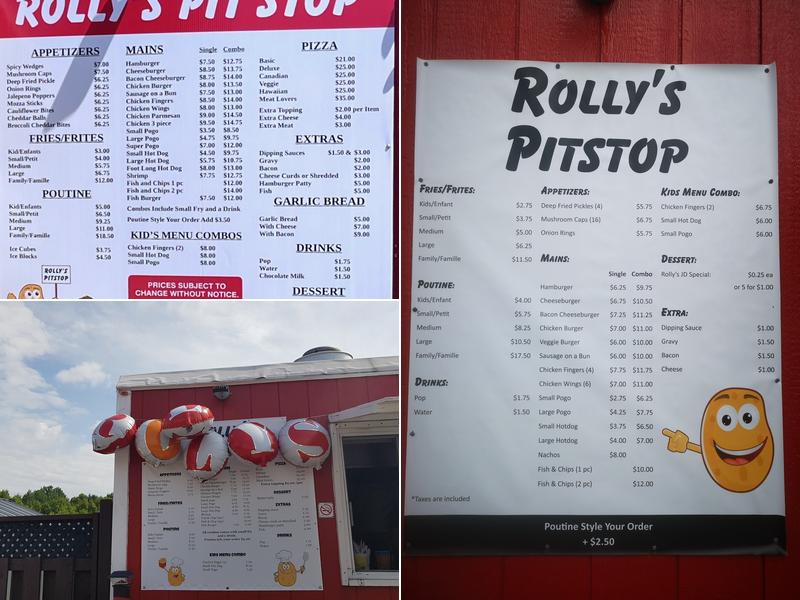 ROLLY'S PIT STOP
APPETIZERS
Spicy Wedges $7.00
Mushroom Caps $7.50
Deep Fried Pickle $6.25
Onion Rings $6.25
Jalepeno Poppers $6.25
Mozza Sticks $6.25
Cauliflower Bites $6.25
Cheddar Balls $6.25
Broccoli Cheddar Bites $6.25
FRIES/FRITES
Kid/Enfants $3.00
Small/Petit $4.00
Medium $5.75
Large $6.75
Family/Famille $12.00
POUTINE
Kid/Enfants $5.00
Small/Petit $6.50
Medium $9.25
Large $11.00
Family/Famille $18.50
Ice Cubes $3.75
Ice Blocks $4.50
ROLLY'S
PITSTOP
MAINS Single Combo
Hamburger $7.50 $12.75
Cheeseburger $8.50 $13.75
Bacon Cheeseburger $8.75 $14.00
Chicken Burger $8.00 $13.50
Sausage on a Bun $7.50 $13.00
Chicken Fingers $8.50 $14.00
Chicken Wings $8.00 $13.00
Chicken Parmesan $9.00 $14.50
Chicken 3 piece $9.50 $14.75
Small Pogo $3.50 $8.50
Large Pogo $4.75 $9.75
Super Pogo $7.00 $12.00
Small Hot Dog $4.50 $9.75
Large Hot Dog $5.75 $10.75
Foot Long Hot Dog $8.00 $13.00
Shrimp $7.75 $12.75
Fish and Chips 1 pc $12.00
Fish and Chips 2 pc $14.00
Fish Burger $7.50 $12.00
Combos Include Small Fry and a Drink
Poutine Style Your Order Add $3.50
KID'S MENU COMBOS
Chicken Fingers (2) $8.00
Small Hot Dog $8.00
Small Pogo $8.00
PRICES SUBJECT TO
CHANGE WITHOUT NOTICE.
PIZZA
Basic $21.00
Deluxe $25.00
Canadian $25.00
Veggie $25.00
Hawaiian $25.00
Meat Lovers $35.00
Extra Topping $2.00 per Item
Extra Cheese $4.00
Extra Meat $3.00
EXTRAS
Dipping Sauces $1.50 & $3.00
Gravy $2.00
Bacon $2.00
Cheese Curds or Shredded $3.00
Hamburger Patty $5.00
Fish $5.00
GARLIC BREAD
Garlic Bread $5.00
With Cheese $7.00
With Bacon $9.00
DRINKS
Pop $1.75
Water $1.50
Chocolate Milk $1.50
DESSERT
ROLLY'S
PITSTOP
FRIES/FRITES:
Kids/Enfants $2.75
Small/Petit $3.75
Medium $5.00
Large $6.25
Family/Famille $11.50
POUTINE:
Kids/Enfant $4.00
Small/Petit $5.75
Medium $8.25
Large $10.50
Family/Famille $17.50
DRINKS:
Pop $1.75
Water $1.50
*Taxes are included
APPETIZERS:
Deep Fried Pickles (4) $5.75
Mushroom Caps (16) $6.75
Onion Rings $5.75
MAINS:
Single Combo
Hamburger $6.25 $9.75
Cheeseburger $6.75 $10.50
Bacon Cheeseburger $7.25 $11.25
Chicken Burger $7.00 $11.00
Veggie Burger $6.00 $10.00
Sausage on a Bun $6.00 $10.00
Chicken Fingers (4) $7.75 $11.75
Chicken Wings (6) $7.00 $11.00
Small Pogo $2.75 $6.25
Large Pogo $4.25 $7.75
Small Hotdog $3.75 $6.50
Large Hotdog $4.00 $7.00
Nachos $8.00
Fish & Chips (1 pc) $10.00
Fish & Chips (2 pc) $12.00
KIDS MENU COMBO:
Chicken Fingers (2) $6.75
Small Hot Dog $6.00
Small Pogo $6.00
DESSERT:
Rolly's JD Special: $0.25 ea
or 5 for $1.00
EXTRA:
Dipping Sauce $1.00
Gravy $1.50
Bacon $1.50
Cheese $1.00
Poutine Style Your Order
+ $2.50
APPETIZERS
FRIES/FRITES
POUTINE
KIDS MENU COMBO
PIZZA
DESSERT
EXTRAS
DRINKS